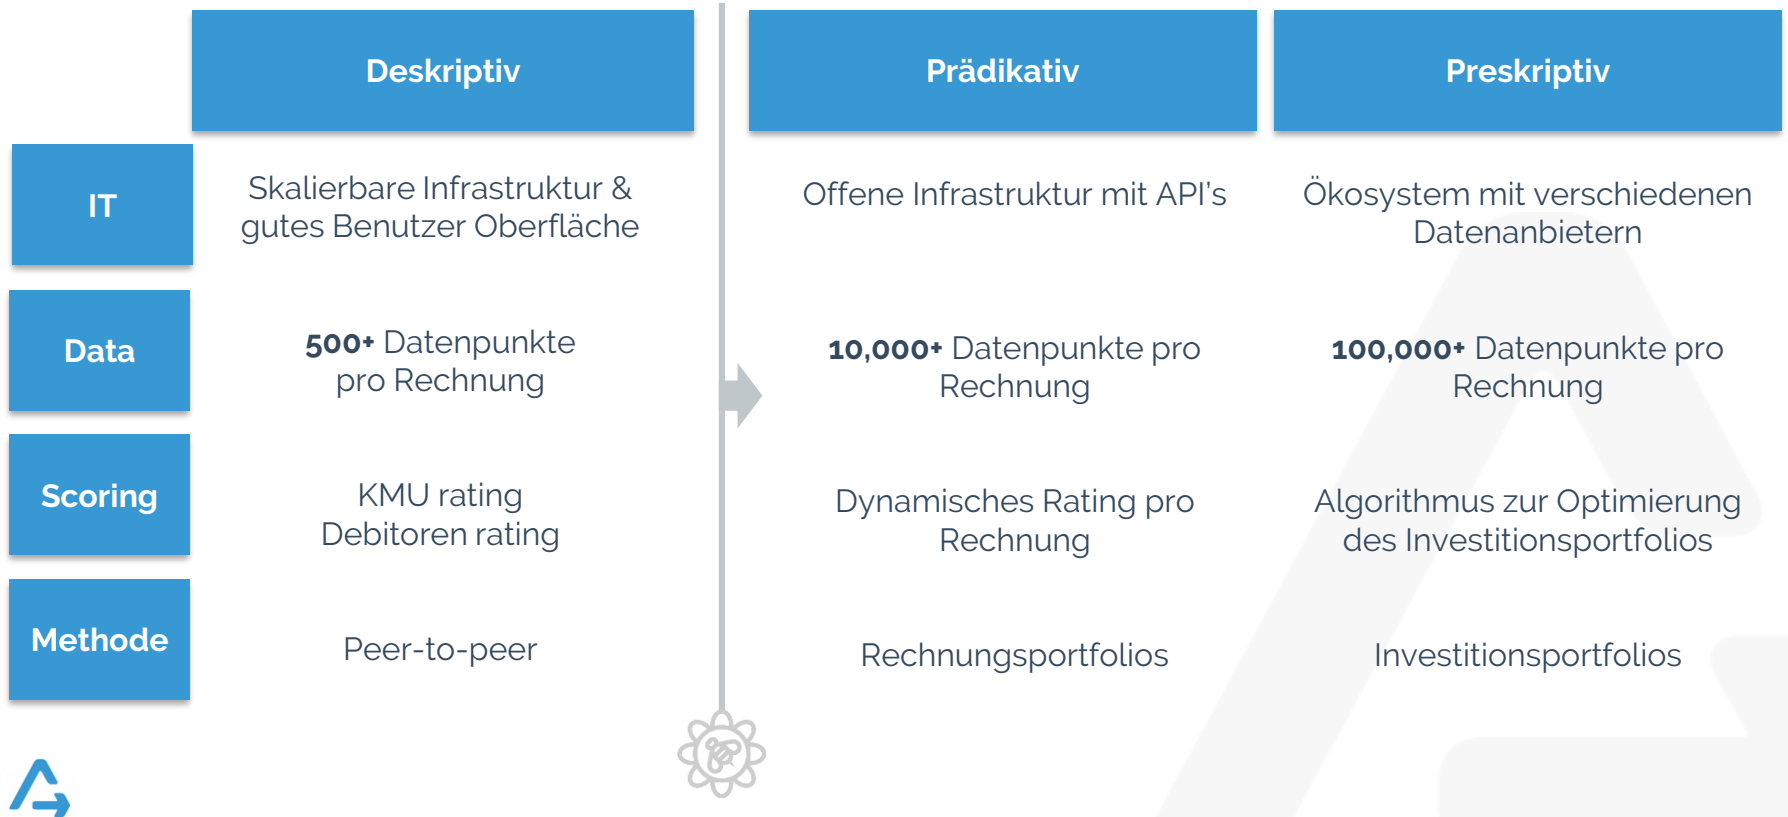 Deskriptiv
Prädikativ
Preskriptiv
IT
Skalierbare Infrastruktur &
gutes Benutzer Oberfläche
Offene Infrastruktur mit API's
Ökosystem mit verschiedenen
Datenanbietern
Data
500+ Datenpunkte
pro Rechnung
10,000+ Datenpunkte pro
Rechnung
100,000+ Datenpunkte pro
Rechnung
Scoring
KMU rating
Debitoren rating
Dynamisches Rating pro
Rechnung
Algorithmus zur Optimierung
des Investitionsportfolios
Methode
Peer-to-peer
Rechnungsportfolios
Investitionsportfolios